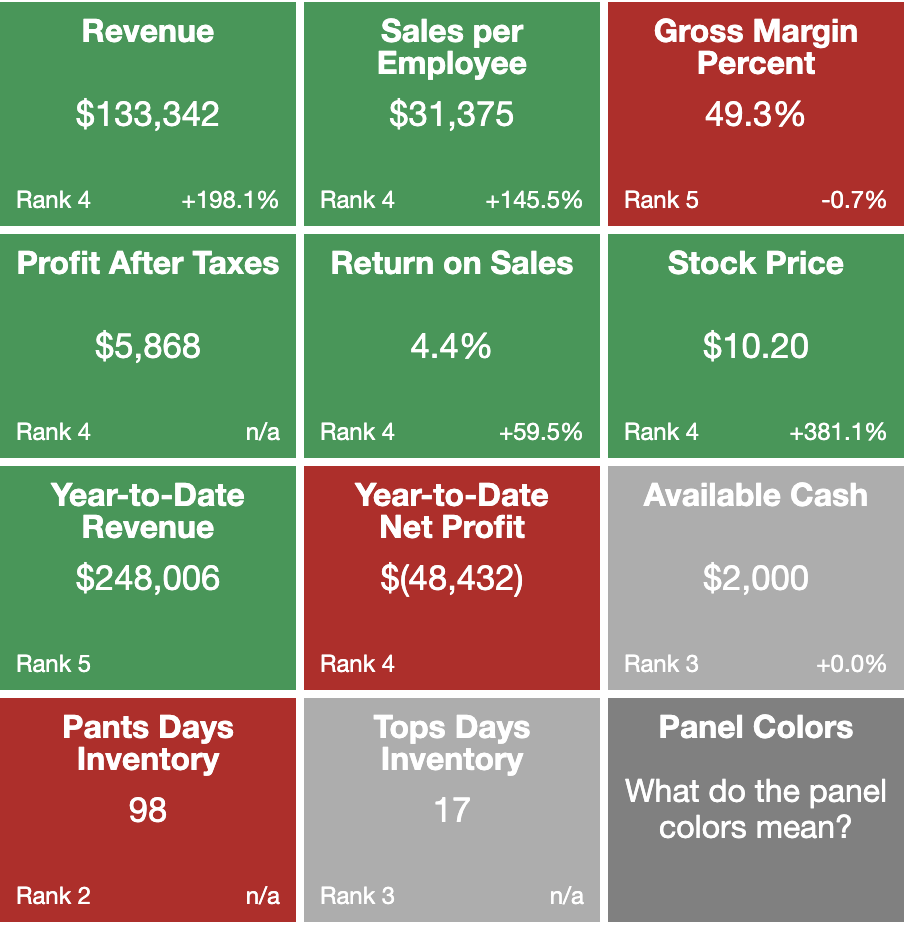 Revenue
$133,342
Rank 4 +198.1%
Sales per
Employee
$31,375
Rank 4 +145.5%
Gross Margin
Percent
49.3%
Rank 5 -0.7%
Profit After Taxes
$5,868
Rank 4 n/a
Return on Sales
4.4%
Rank 4 +59.5%
Stock Price
$10.20
Rank 4 +381.1%
Year-to-Date
Revenue
$248,006
Rank 5
Year-to-Date
Net Profit
$(48,432)
Rank 4
Available Cash
$2,000
Rank 3 +0.0%
Pants Days
Inventory
98
Rank 2 n/a
Tops Days
Inventory
17
Rank 3 n/a
Panel Colors
What do the panel
colors mean?